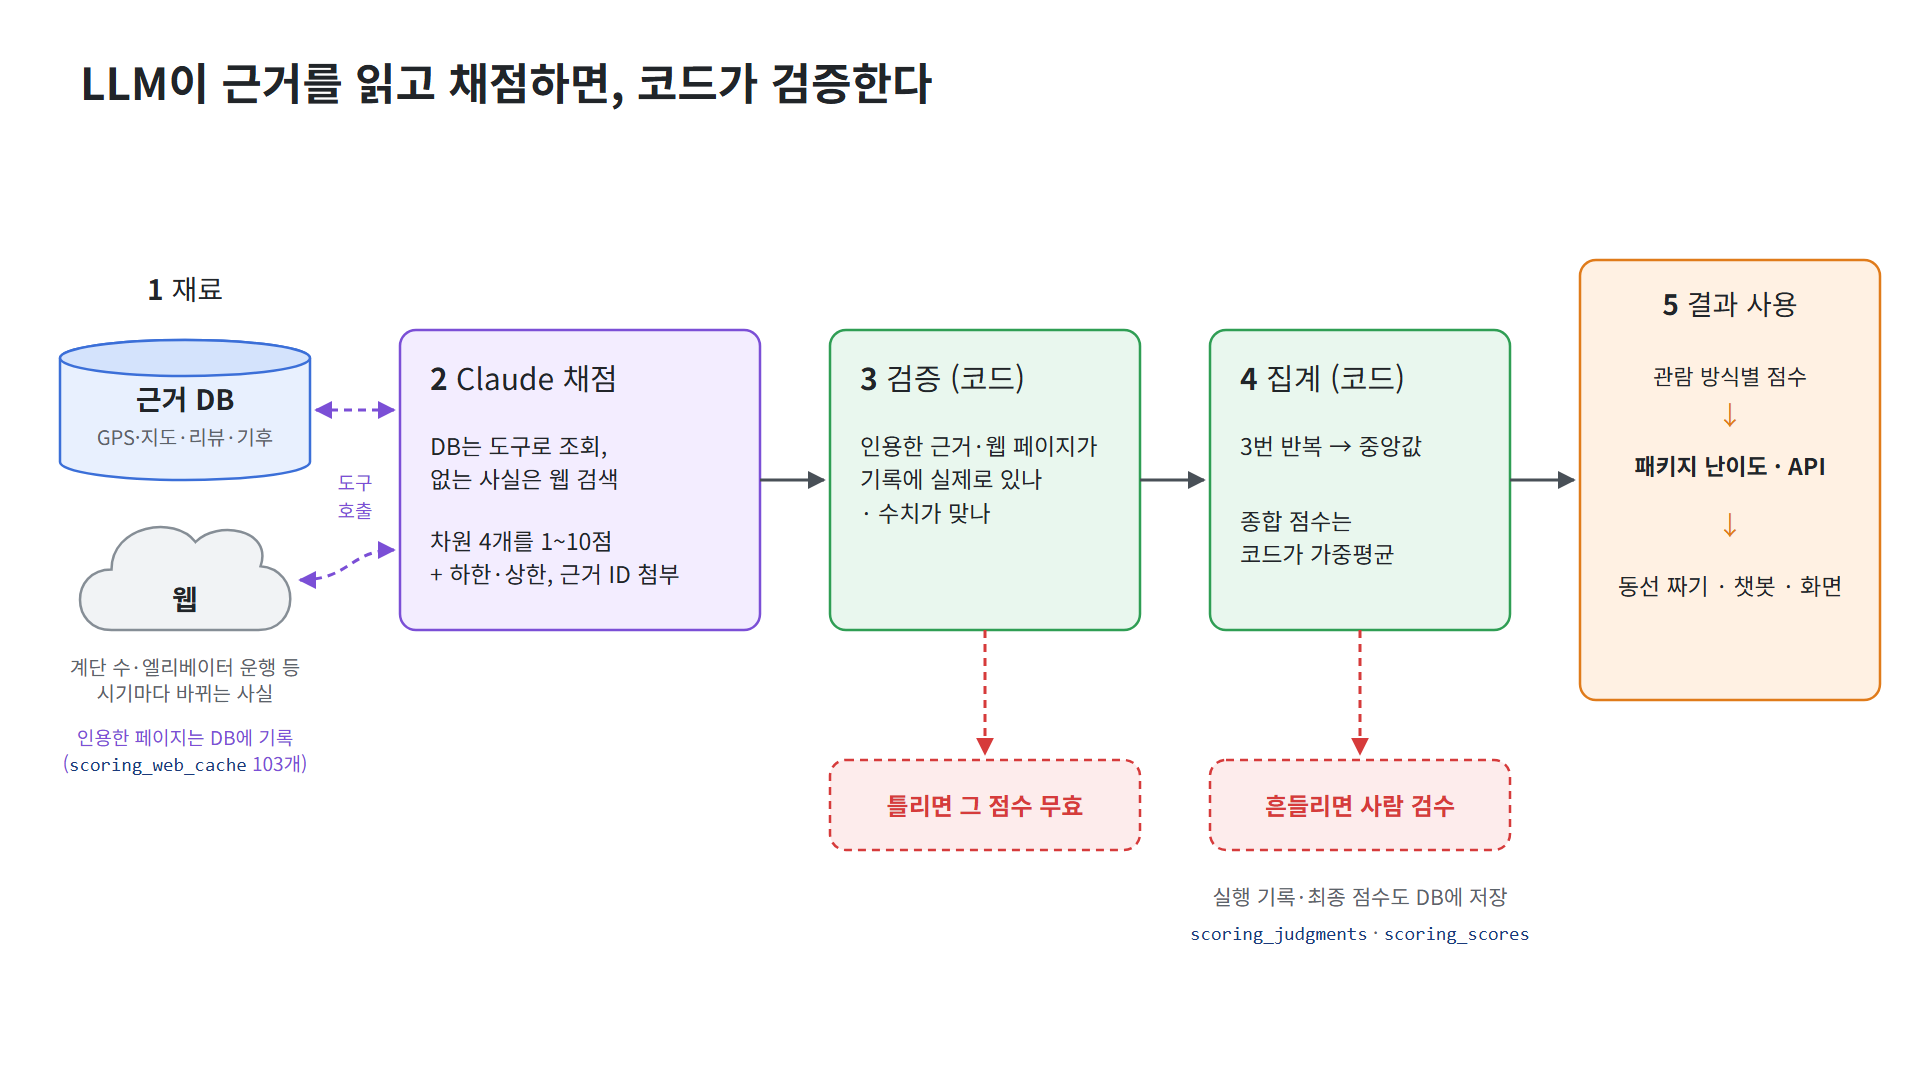 LLM이 근거를 읽고 채점하면, 코드가 검증한다
1 재료
근거 DB
GPS·지도·리뷰·기후
웹
계단 수·엘리베이터 운행 등
시기마다 바뀌는 사실
인용한 페이지는 DB에 기록
(scoring_web_cache 103개)
도구
호출
2 Claude 채점
DB는 도구로 조회,
없는 사실은 웹 검색
차원 4개를 1~10점
+ 하한·상한, 근거 ID 첨부
3 검증 (코드)
인용한 근거·웹 페이지가
기록에 실제로 있나
· 수치가 맞나
틀리면 그 점수 무효
4 집계 (코드)
3번 반복 → 중앙값
종합 점수는
코드가 가중평균
흔들리면 사람 검수
실행 기록·최종 점수도 DB에 저장
scoring_judgments · scoring_scores
5 결과 사용
관람 방식별 점수
↓
패키지 난이도 · API
↓
동선 짜기 · 챗봇 · 화면